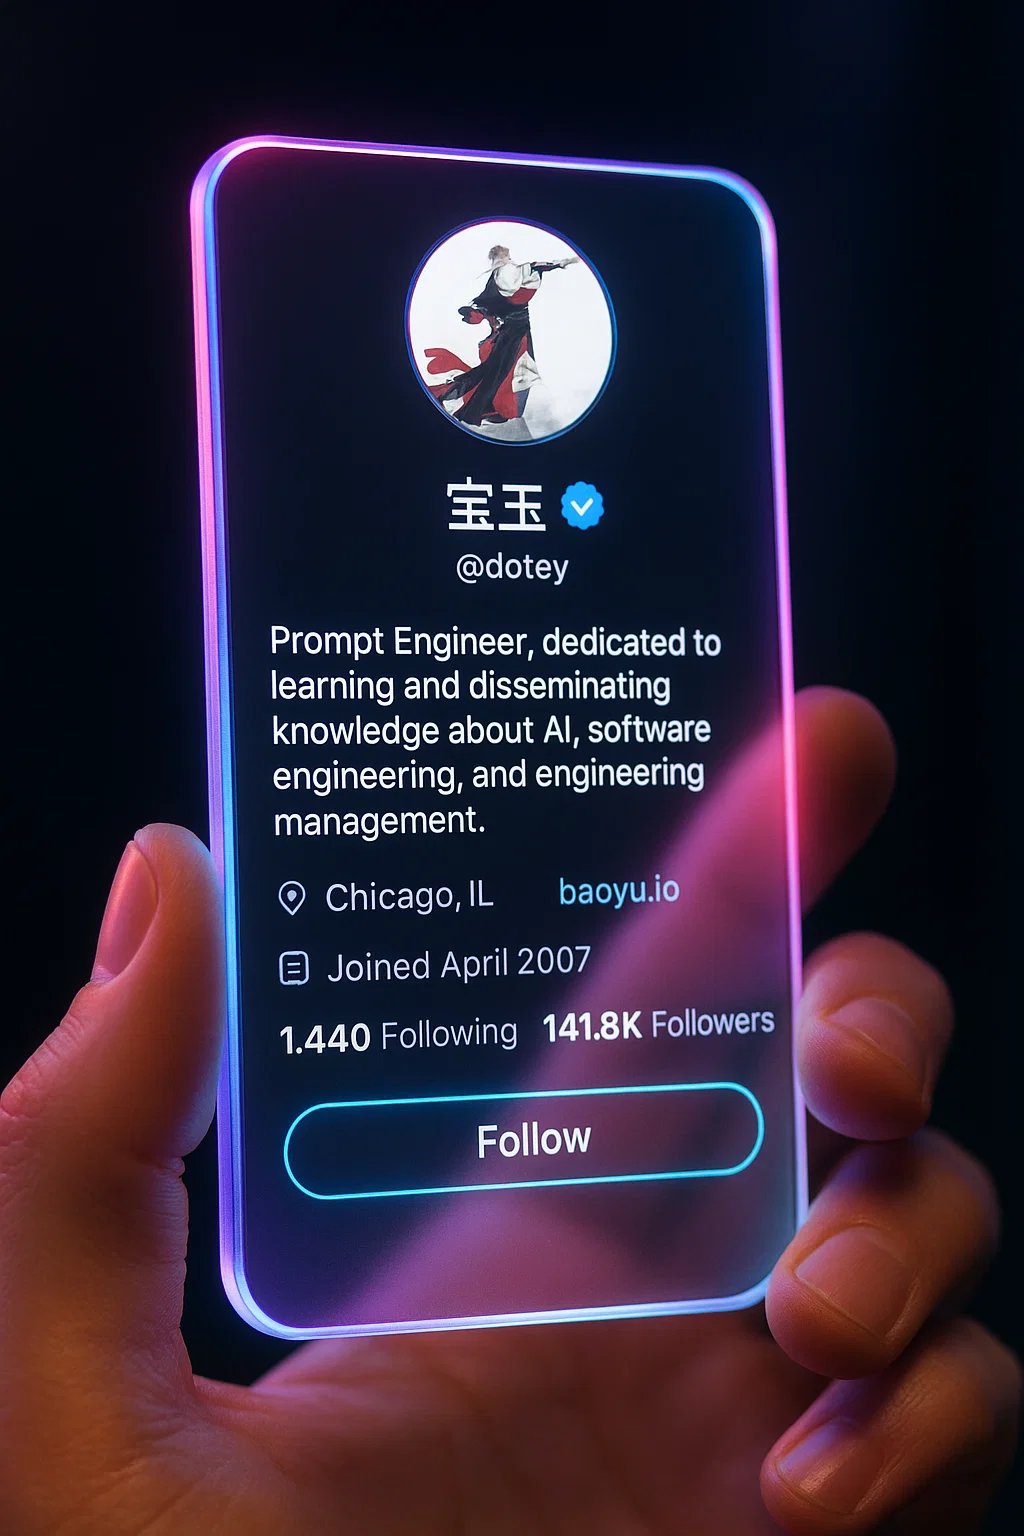 宝玉
@dotey
Prompt Engineer, dedicated to
learning and disseminating
knowledge about AI, software
engineering, and engineering
management.
Chicago, IL baoyu.io
Joined April 2007
1.440 Following 141.8K Followers
Follow